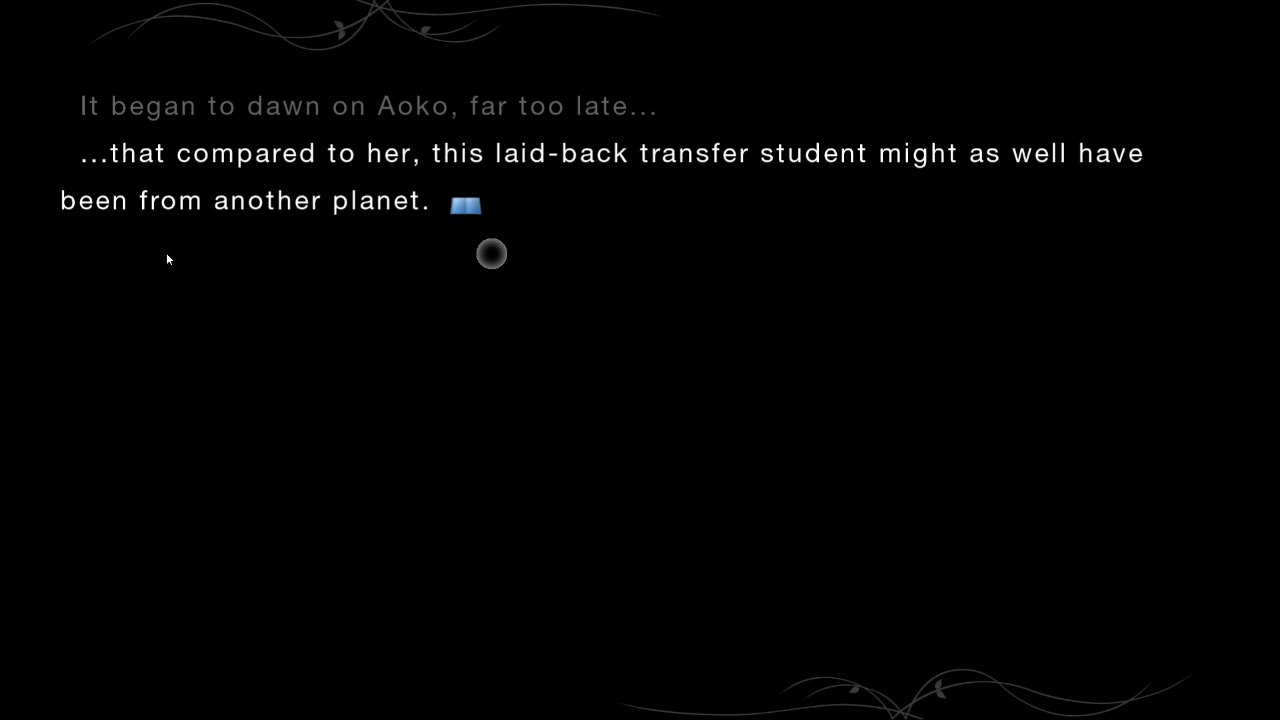 It began to dawn on Aoko, far too late...
...that compared to her, this laid-back transfer student might as well have
been from another planet.